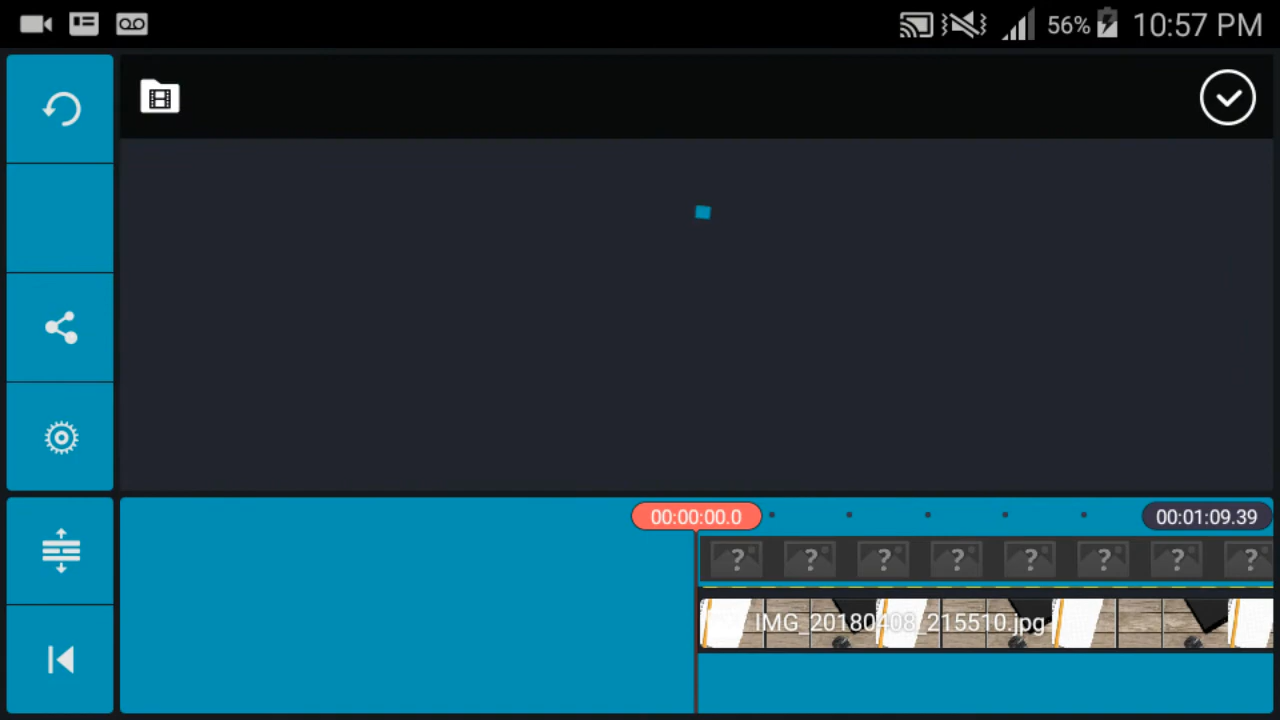 56% 10:57 PM
00:00:00.0 00:01:09.39
? ? ? ? ? ? ? ?
IMG_20180408_215510.jpg